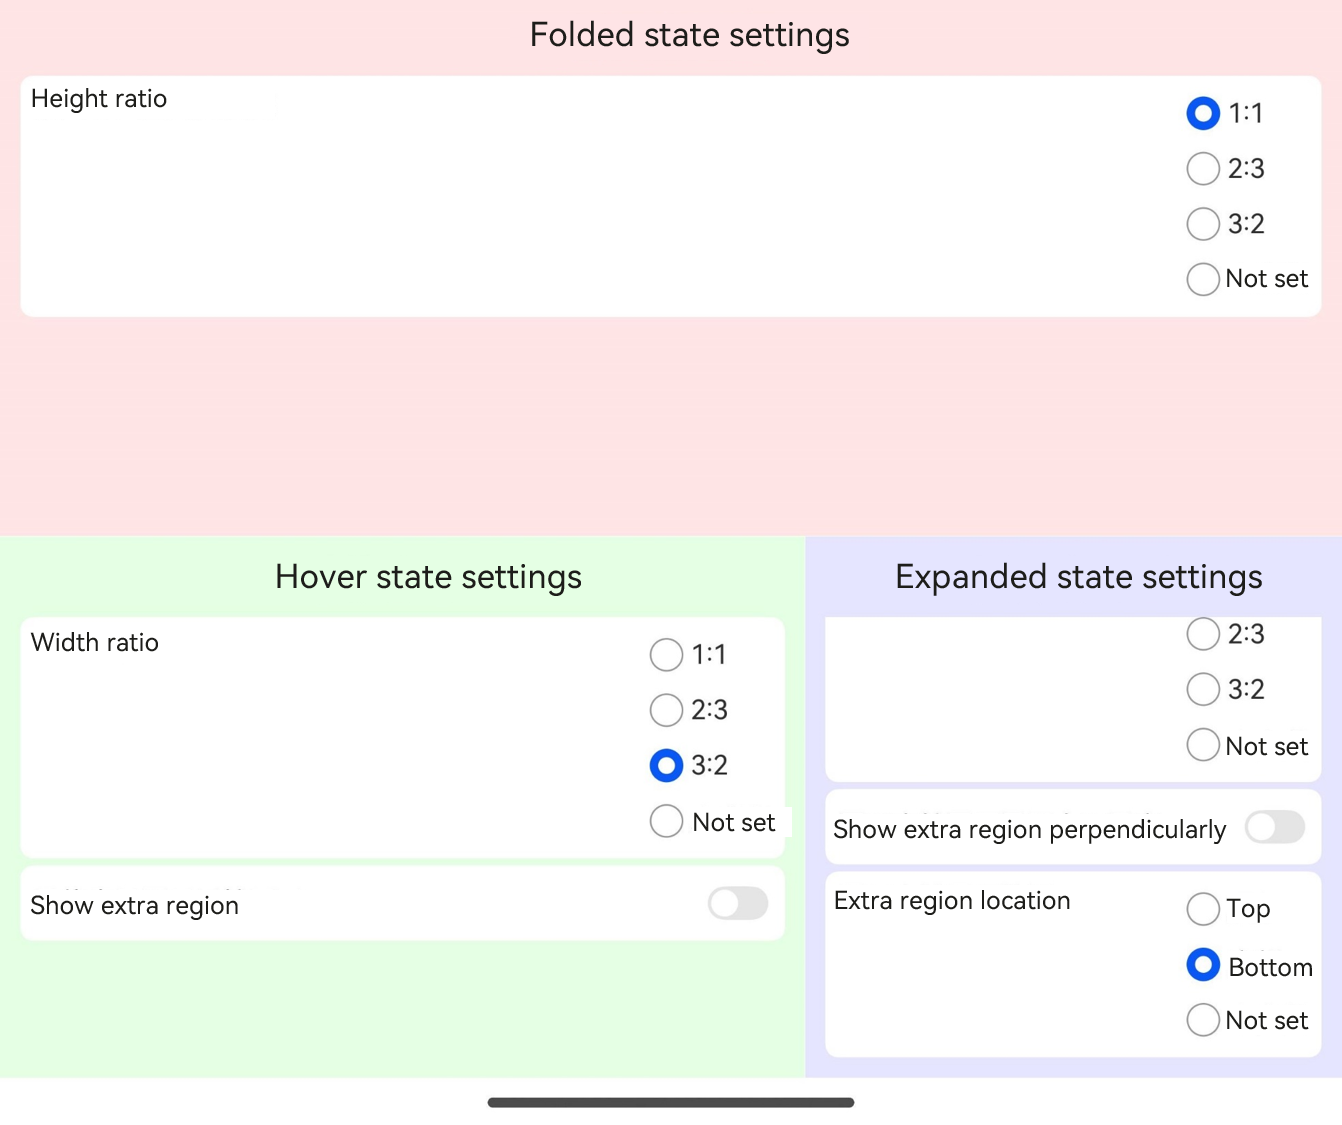 Folded state settings
Height ratio
1:1
2:3
3:2
Not set
Hover state settings
Width ratio
1:1
2:3
3:2
Not set
Show extra region
Expanded state settings
2:3
3:2
Not set
Show extra region perpendicularly
Extra region location
Top
Bottom
Not set